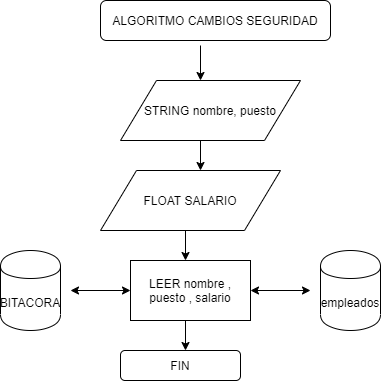 ALGORITMO CAMBIOS SEGURIDAD
STRING nombre, puesto
FLOAT SALARIO
LEER nombre ,
puesto , salario
BITACORA
empleados
FIN